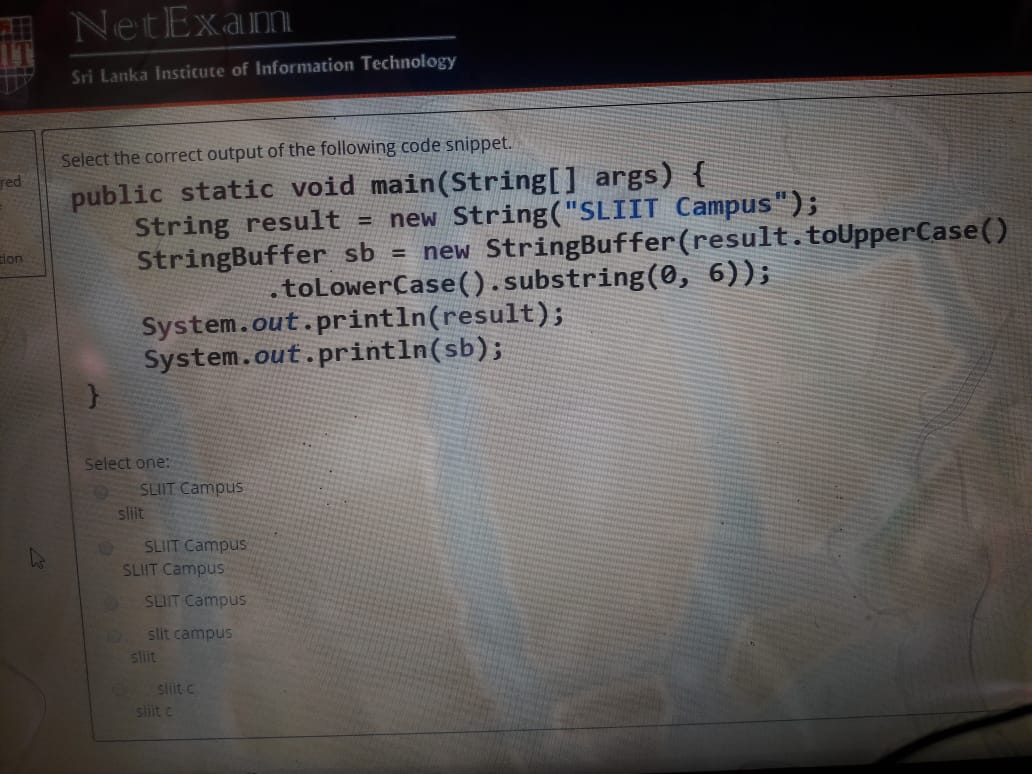 NetExam
IIT
Sri Lanka Institute of Information Technology
red
tion
Select the correct output of the following code snippet.
public static void main(String[] args) {
String result = new String("SLIIT Campus");
StringBuffer sb = new StringBuffer(result.toUpperCase()
.toLowerCase().substring(0, 6));
System.out.println(result);
System.out.println(sb);
}
Select one:
SLIIT Campus
sliit
SLIIT Campus
SLIIT Campus
SLIIT Campus
slit campus
sliit
sliit c
sliit c